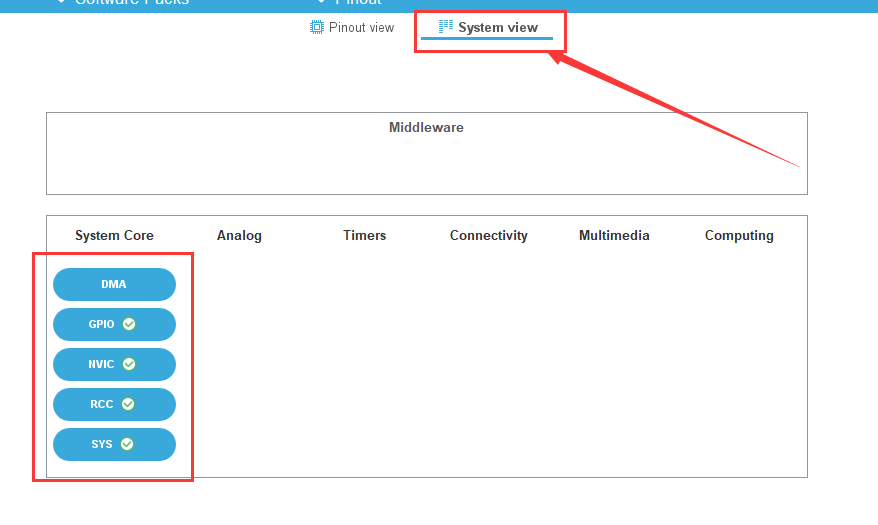 Software Packs Pinout
Pinout view System view
Middleware
System Core Analog Timers Connectivity Multimedia Computing
DMA
GPIO
NVIC
RCC
SYS